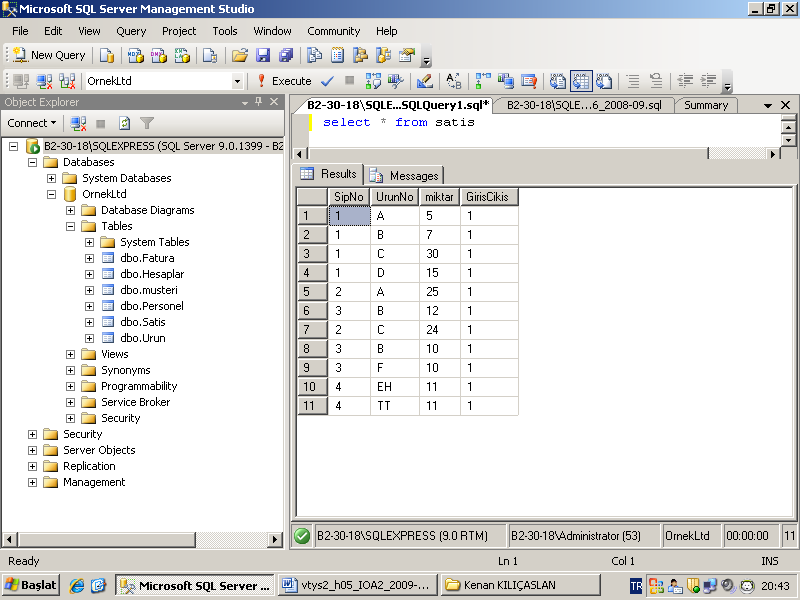 Microsoft SQL Server Management Studio
File Edit View Query Project Tools Window Community Help
New Query
OrnekLtd Execute
Object Explorer
Connect
B2-30-18\SQLEXPRESS (SQL Server 9.0.1399 - B2
Databases
System Databases
OrnekLtd
Database Diagrams
Tables
System Tables
dbo.Fatura
dbo.Hesaplar
dbo.musteri
dbo.Personel
dbo.Satis
dbo.Urun
Views
Synonyms
Programmability
Service Broker
Security
Security
Server Objects
Replication
Management
B2-30-18\SQLE...SQLQuery1.sql* B2-30-18\SQLE...6_2008-09.sql Summary
select * from satis
Results Messages
SipNo UrunNo miktar GirisCikis
1 1 A 5 1
2 1 B 7 1
3 1 C 30 1
4 1 D 15 1
5 2 A 25 1
6 3 B 12 1
7 2 C 24 1
8 3 B 10 1
9 3 F 10 1
10 4 EH 11 1
11 4 TT 11 1
B2-30-18\SQLEXPRESS (9.0 RTM) B2-30-18\Administrator (53) OrnekLtd 00:00:00 11
Ready Ln 1 Col 1 INS
Başlat Microsoft SQL Server ... vtys2_h05_IOA2_2009-... Kenan KILIÇASLAN TR 20:43